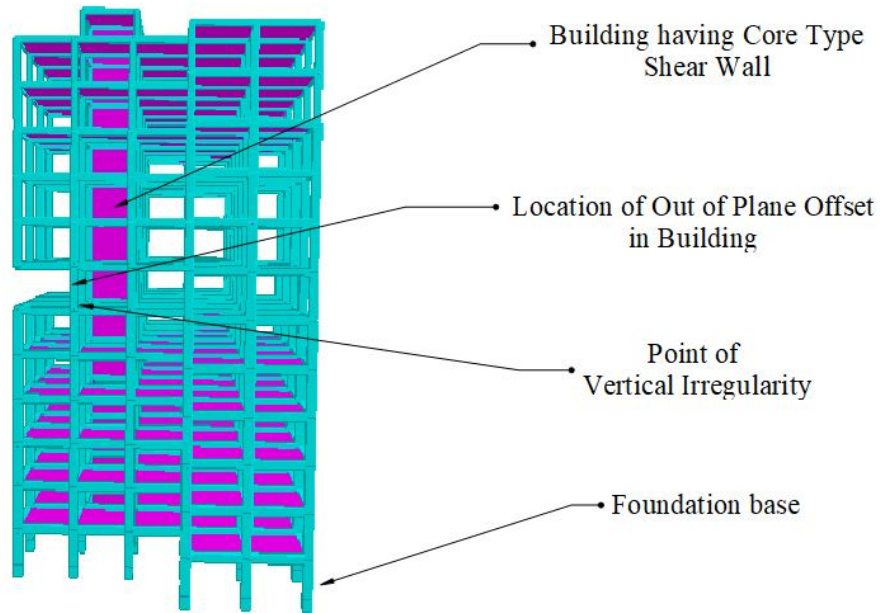 Building having Core Type
Shear Wall
Location of Out of Plane Offset
in Building
Point of
Vertical Irregularity
Foundation base